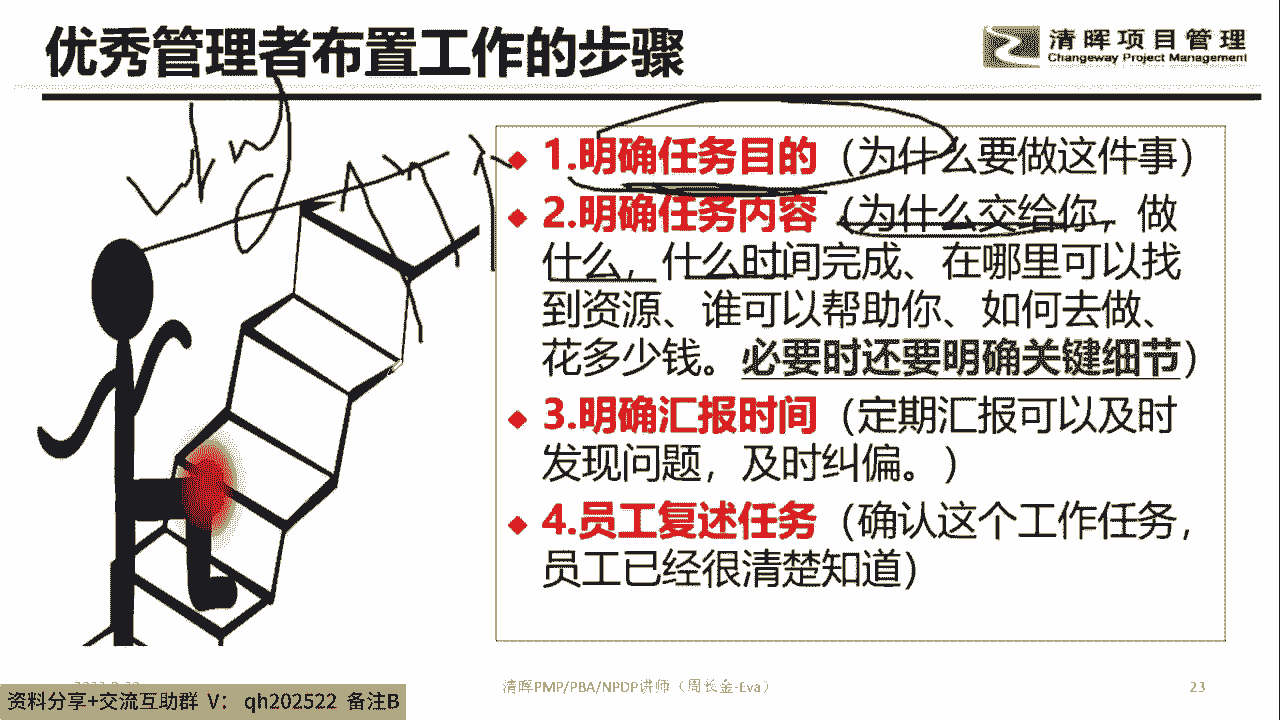 优秀管理者布置工作的步骤
清晖项目管理
Changeway Project Management
1.明确任务目的（为什么要做这件事）
2.明确任务内容（为什么交给你，做
什么，什么时间完成、在哪里可以找
到资源、谁可以帮助你、如何去做、
花多少钱。必要时还要明确关键细节）
3.明确汇报时间（定期汇报可以及时
发现问题，及时纠偏。）
4.员工复述任务（确认这个工作任务，
员工已经很清楚知道）
资料分享+交流互助群 V： qh202522 备注B
清晖PMP/PBA/NPDP讲师（周长金-Eva）
23